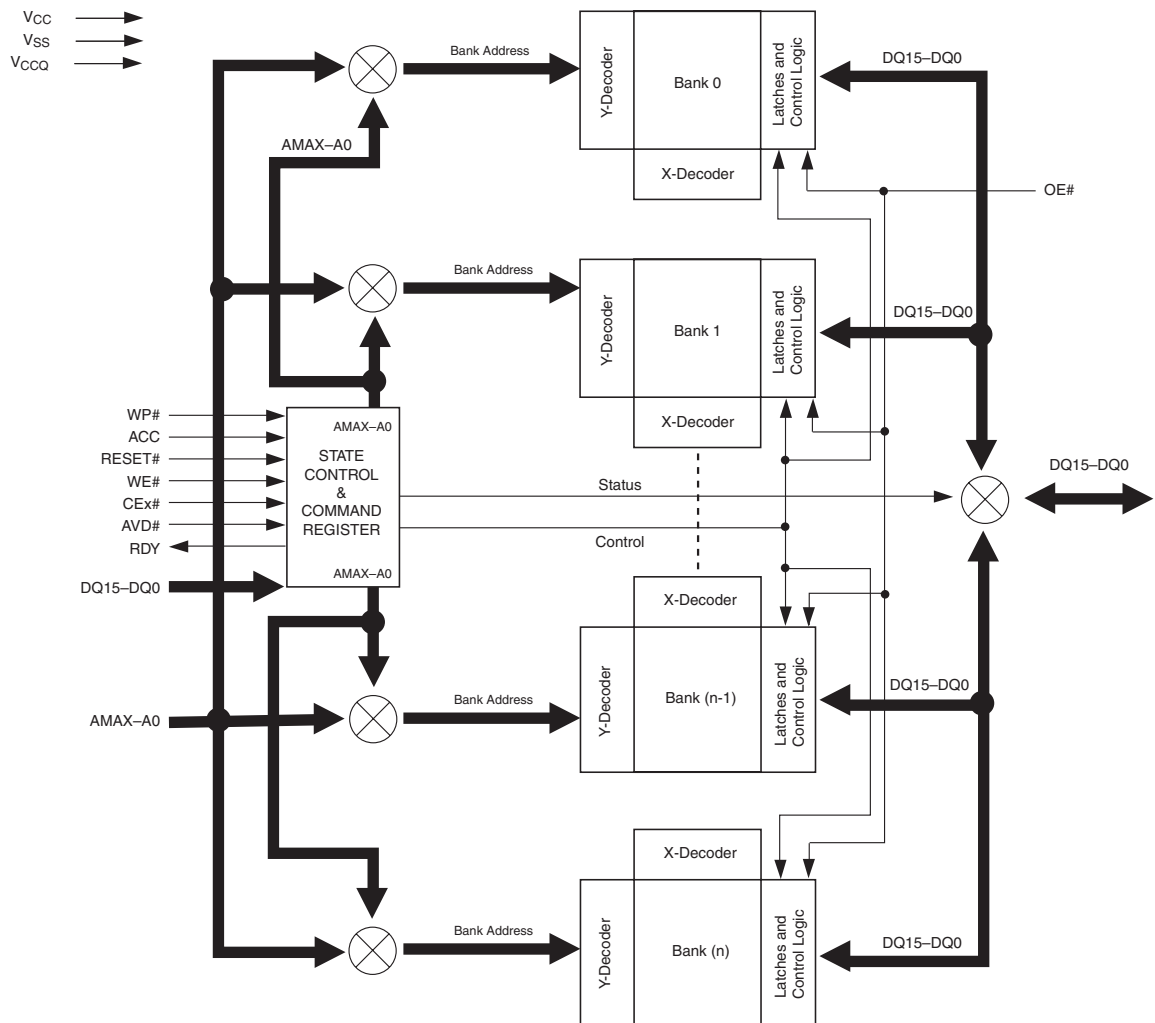 VCC
VSS
VCCQ
Bank Address
Y-Decoder
Bank 0
Latches and
Control Logic
DQ15–DQ0
AMAX–A0
X-Decoder
OE#
Bank Address
Y-Decoder
Bank 1
Latches and
Control Logic
DQ15–DQ0
X-Decoder
WP#
ACC
RESET#
WE#
CEx#
AVD#
RDY
DQ15–DQ0
AMAX–A0
STATE
CONTROL
&
COMMAND
REGISTER
AMAX–A0
Status
Control
DQ15–DQ0
X-Decoder
AMAX–A0
Bank Address
Y-Decoder
Bank (n-1)
Latches and
Control Logic
DQ15–DQ0
X-Decoder
Bank Address
Y-Decoder
Bank (n)
Latches and
Control Logic
DQ15–DQ0